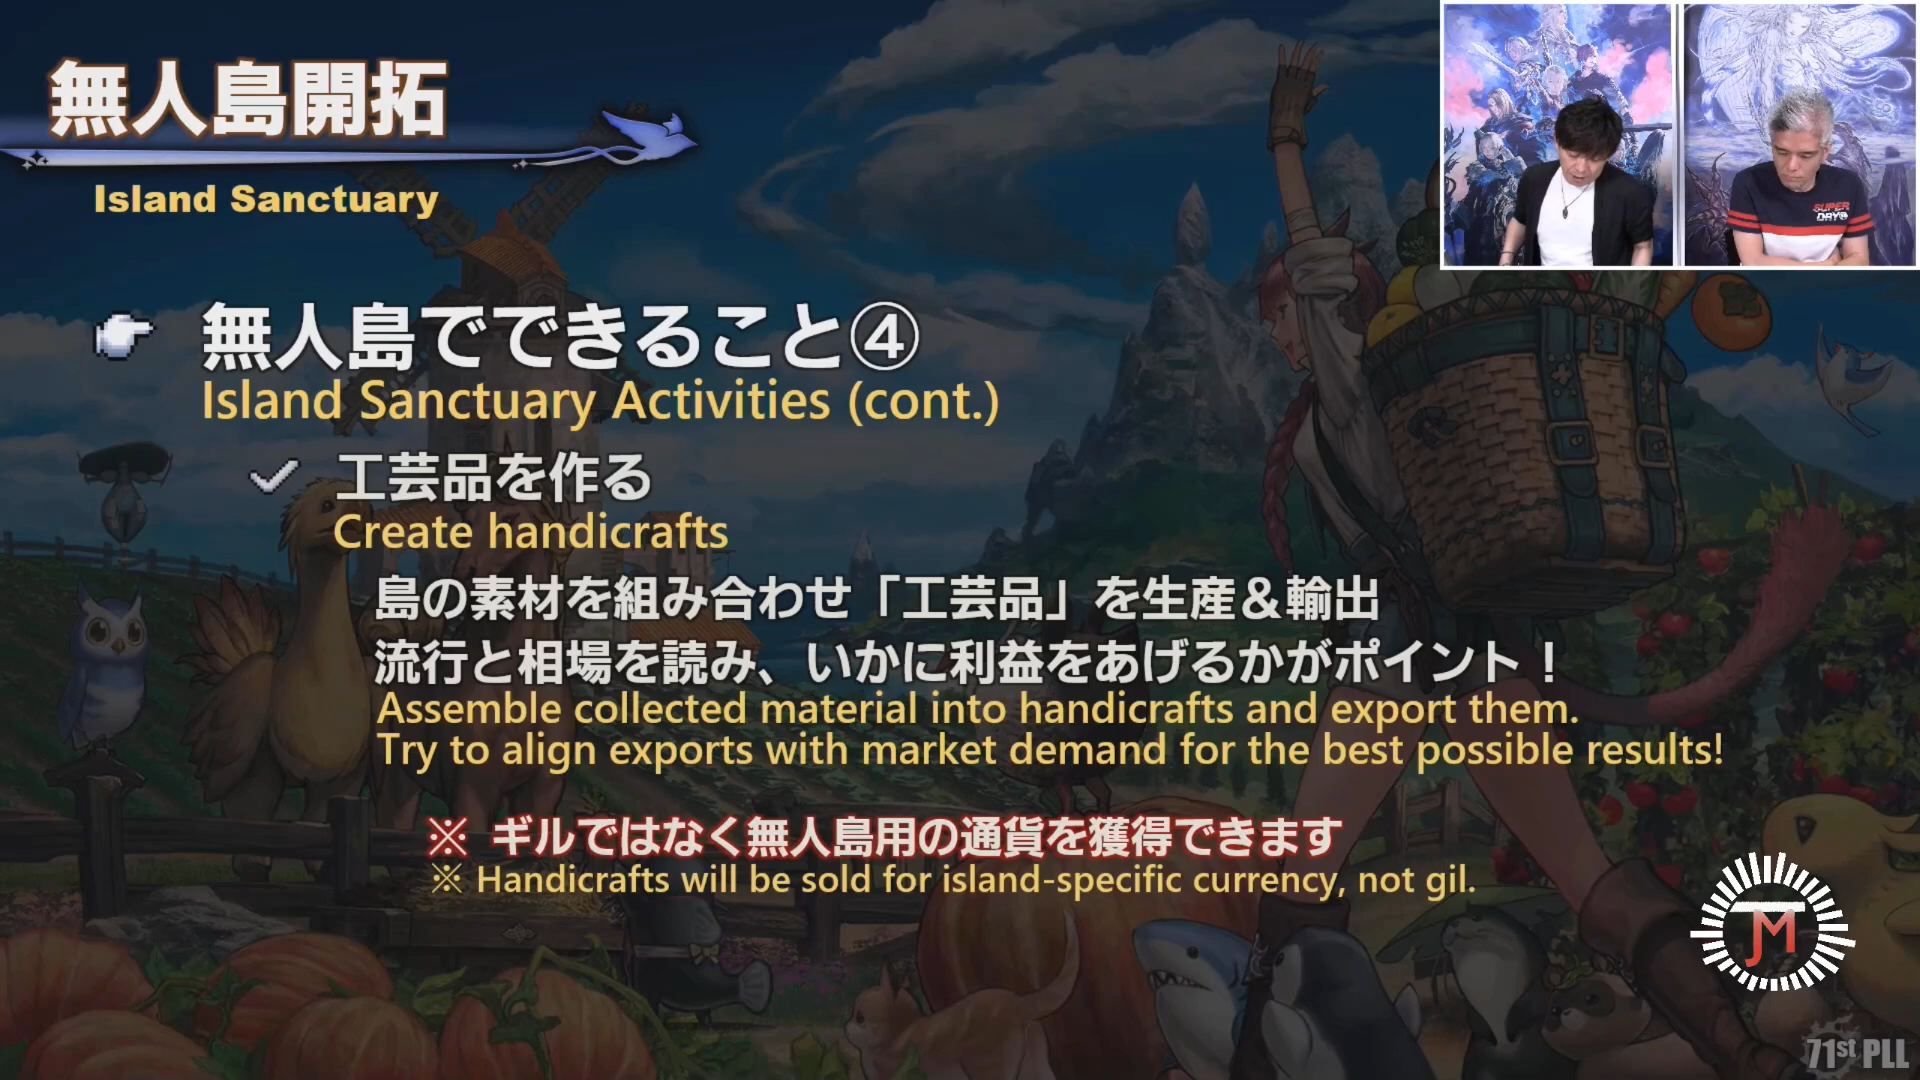 無人島開拓
Island Sanctuary
SUPER
DRY
無人島でできること④
Island Sanctuary Activities (cont.)
工芸品を作る
Create handicrafts
島の素材を組み合わせ「工芸品」を生産＆輸出
流行と相場を読み、いかに利益をあげるかがポイント！
Assemble collected material into handicrafts and export them.
Try to align exports with market demand for the best possible results!
※ ギルではなく無人島用の通貨を獲得できます
※ Handicrafts will be sold for island-specific currency, not gil.
JM
71st PLL